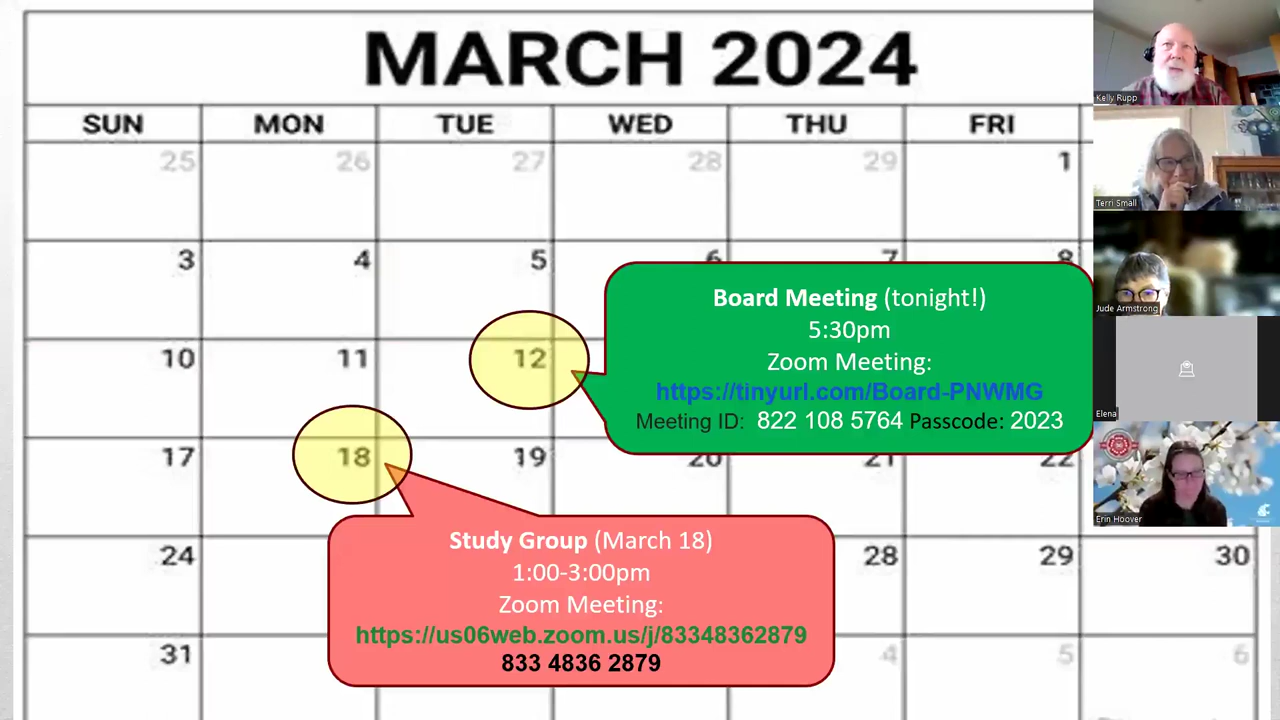 MARCH 2024
SUN MON TUE WED THU FRI
25 26 27 28 29 1
3 4 5 6 7 8
10 11 12
17 18 19 20 21 22
24 28 29 30
31 4 5 6
Board Meeting (tonight!)
5:30pm
Zoom Meeting:
https://tinyurl.com/Board-PNWMG
Meeting ID: 822 108 5764 Passcode: 2023
Study Group (March 18)
1:00-3:00pm
Zoom Meeting:
https://us06web.zoom.us/j/83348362879
833 4836 2879
Kelly Rupp
Terri Small
Jude Armstrong
Elena
Erin Hoover